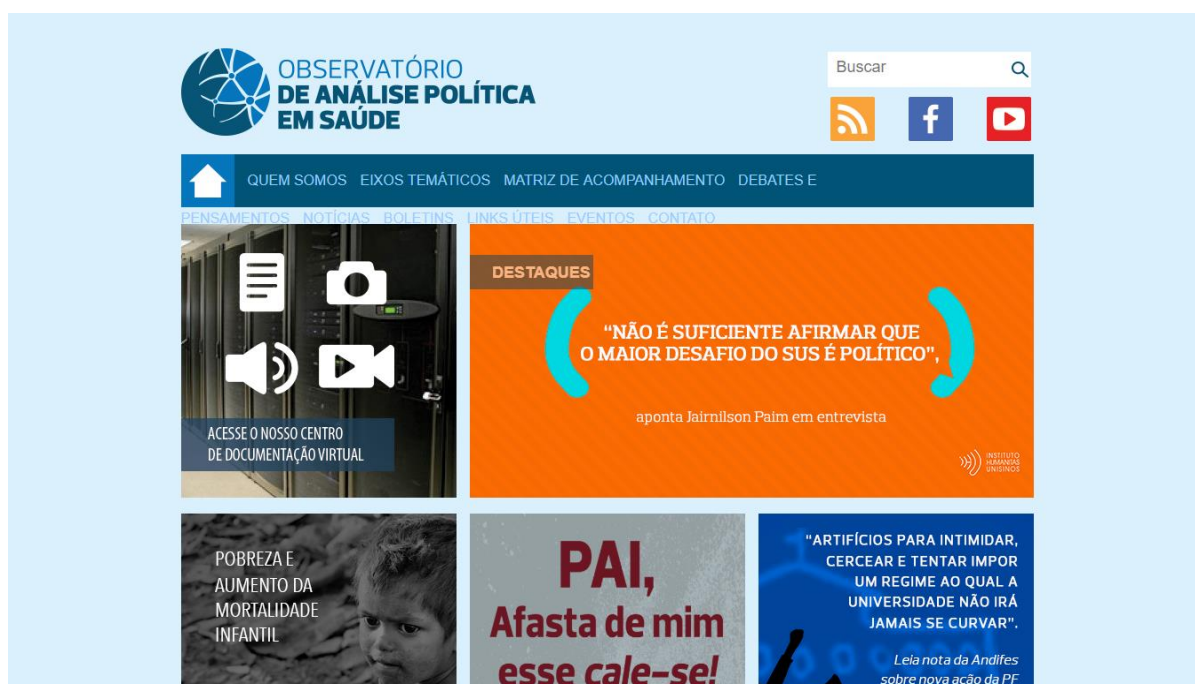 OBSERVATÓRIO
DE ANÁLISE POLÍTICA
EM SAÚDE
Buscar
QUEM SOMOS EIXOS TEMÁTICOS MATRIZ DE ACOMPANHAMENTO DEBATES E
PENSAMENTOS NOTÍCIAS BOLETINS LINKS ÚTEIS EVENTOS CONTATO
ACESSE O NOSSO CENTRO
DE DOCUMENTAÇÃO VIRTUAL
DESTAQUES
“NÃO É SUFICIENTE AFIRMAR QUE
O MAIOR DESAFIO DO SUS É POLÍTICO”,
aponta Jairnilson Paim em entrevista
INSTITUTO
HUMANITAS
UNISINOS
POBREZA E
AUMENTO DA
MORTALIDADE
INFANTIL
PAI,
Afasta de mim
esse cale-se!
"ARTIFÍCIOS PARA INTIMIDAR,
CERCEAR E TENTAR IMPOR
UM REGIME AO QUAL A
UNIVERSIDADE NÃO IRÁ
JAMAIS SE CURVAR".
Leia nota da Andifes
sobre nova ação da PF